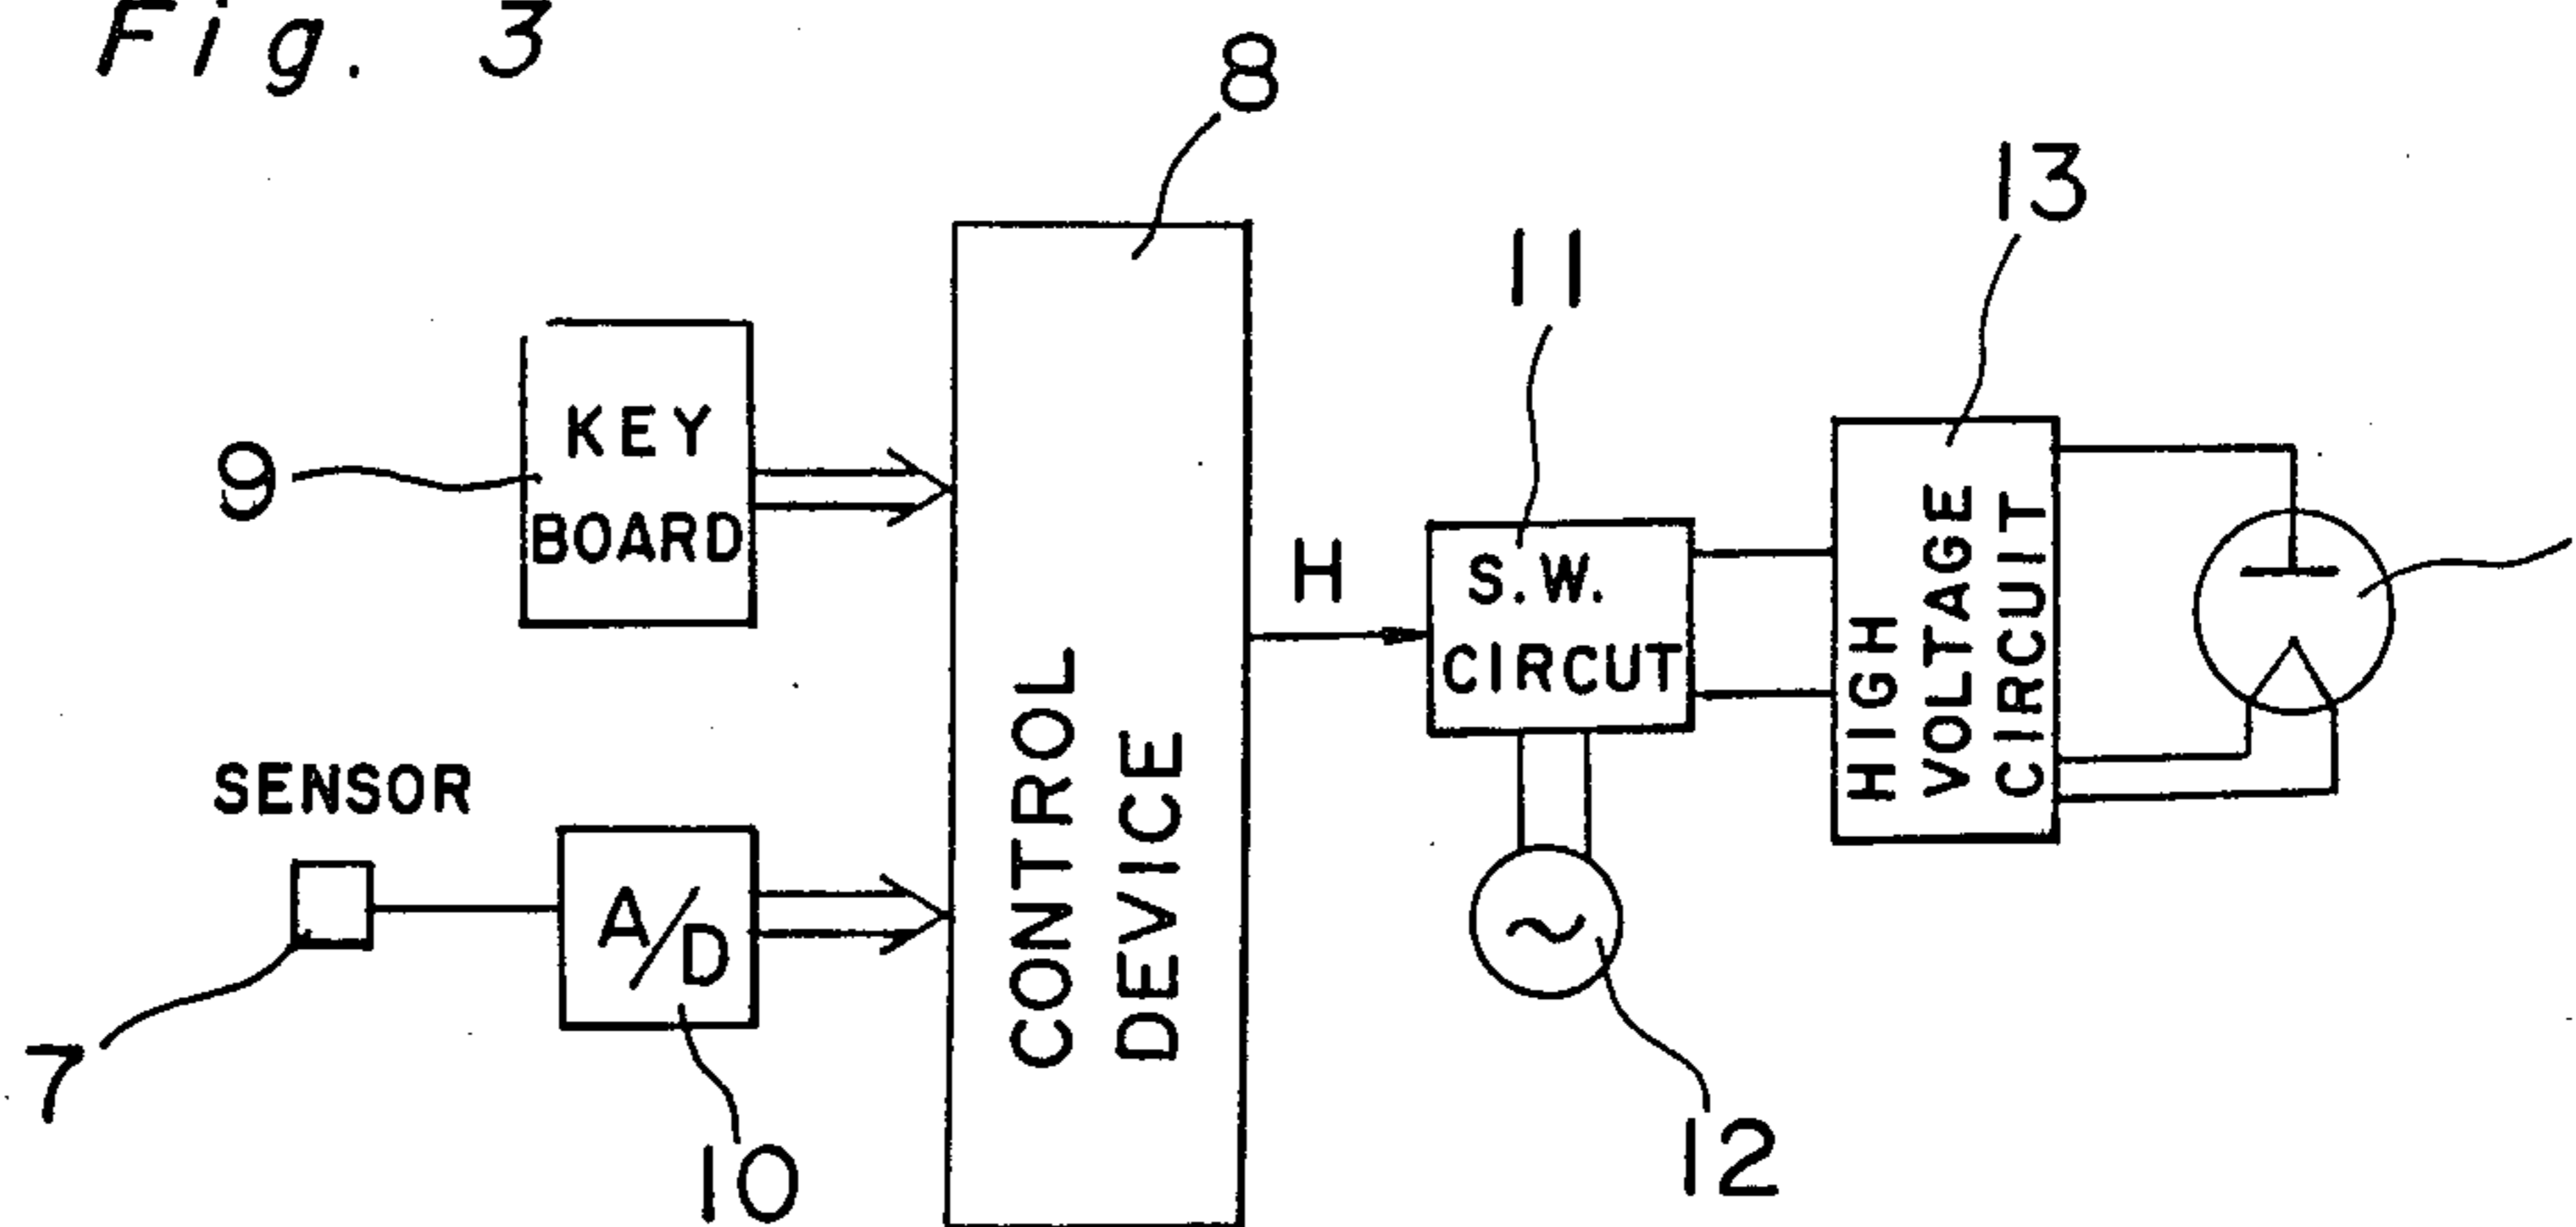 Fig. 3
8
13
11
KEY
BOARD
9
H
S.W.
CIRCUT
HIGH
VOLTAGE
CIRCUIT
CONTROL
DEVICE
SENSOR
A/D
~
7
10
12